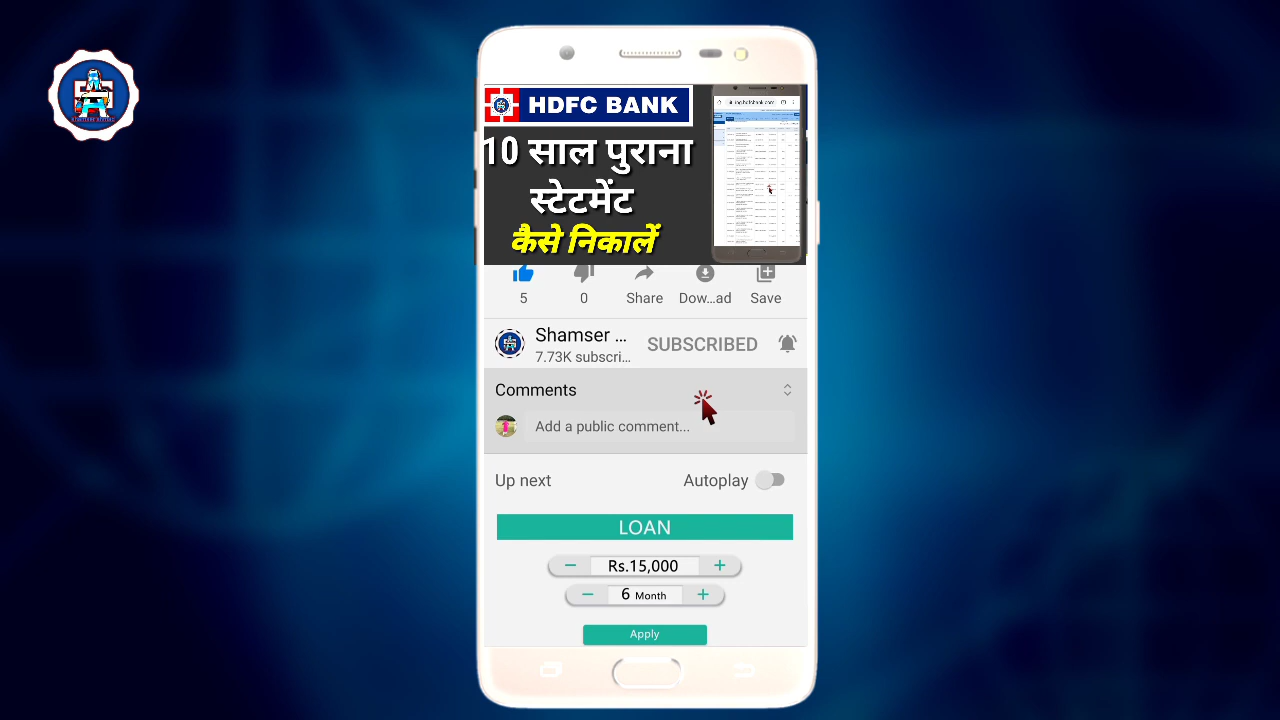 HDFC BANK
10 साल पुराना
स्टेटमेंट
कैसे निकालें
5
0
Share
Dow...ad
Save
Shamser ...
7.73K subscri...
SUBSCRIBED
Comments
Add a public comment...
Up next
Autoplay
LOAN
Rs.15,000
6 Month
Apply